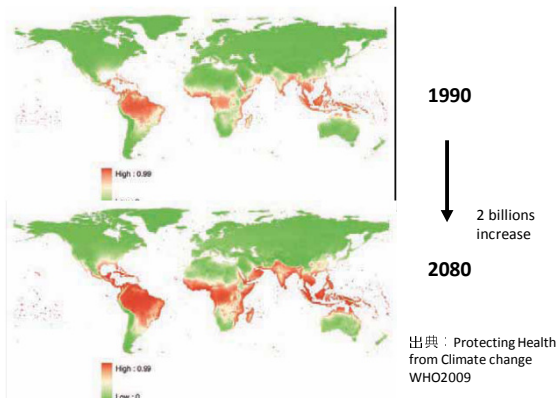 1990
High : 0.99
2 billions
increase
2080
出典：Protecting Health
from Climate change
WHO2009
High : 0.99
Low : 0